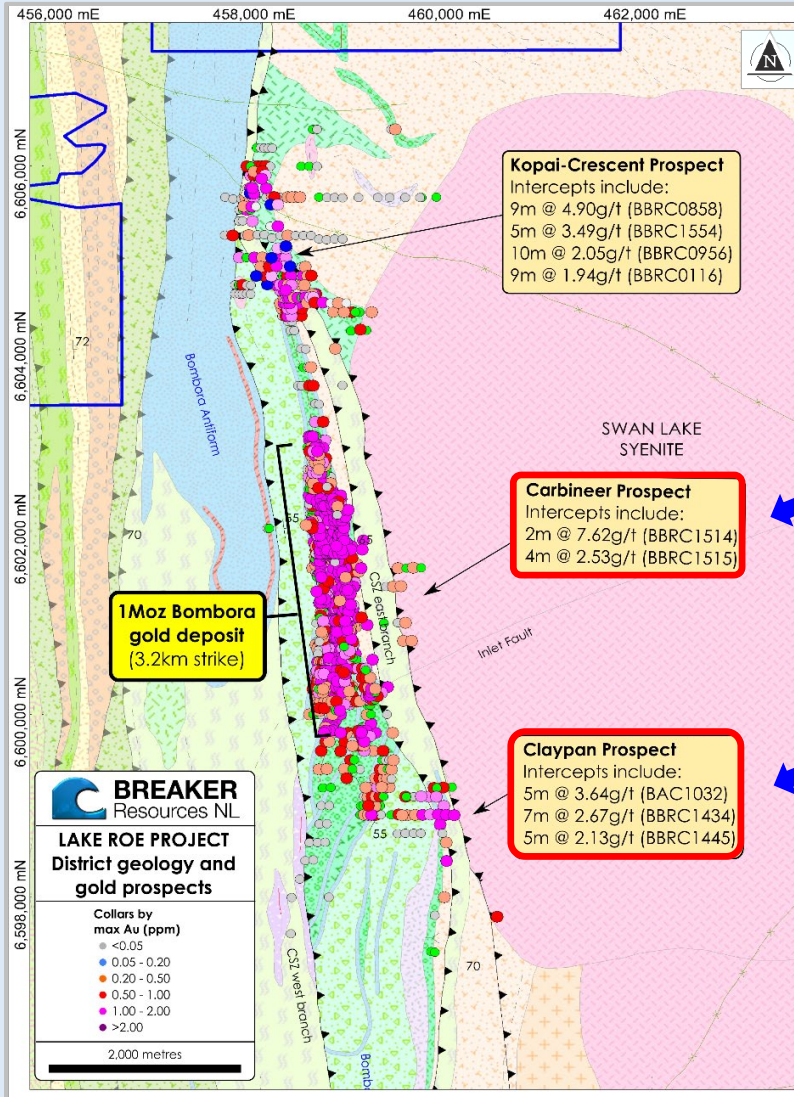 456,000 mE
458,000 mE
460,000 mE
462,000 mE
N
6,606,000 mN
6,604,000 mN
6,602,000 mN
6,600,000 mN
6,598,000 mN
Kopai-Crescent Prospect
Intercepts include:
9m @ 4.90g/t (BBRC0858)
5m @ 3.49g/t (BBRC1554)
10m @ 2.05g/t (BBRC0956)
9m @ 1.94g/t (BBRC0116)
72
Bombora Antiform
SWAN LAKE
SYENITE
Carbineer Prospect
Intercepts include:
2m @ 7.62g/t (BBRC1514)
4m @ 2.53g/t (BBRC1515)
70
65
65
CSZ east branch
Inlet Fault
1Moz Bombora
gold deposit
(3.2km strike)
Claypan Prospect
Intercepts include:
5m @ 3.64g/t (BAC1032)
7m @ 2.67g/t (BBRC1434)
5m @ 2.13g/t (BBRC1445)
55
70
CSZ west branch
Bombo
BREAKER
Resources NL
LAKE ROE PROJECT
District geology and
gold prospects
Collars by
max Au (ppm)
<0.05
0.05 - 0.20
0.20 - 0.50
0.50 - 1.00
1.00 - 2.00
>2.00
2,000 metres